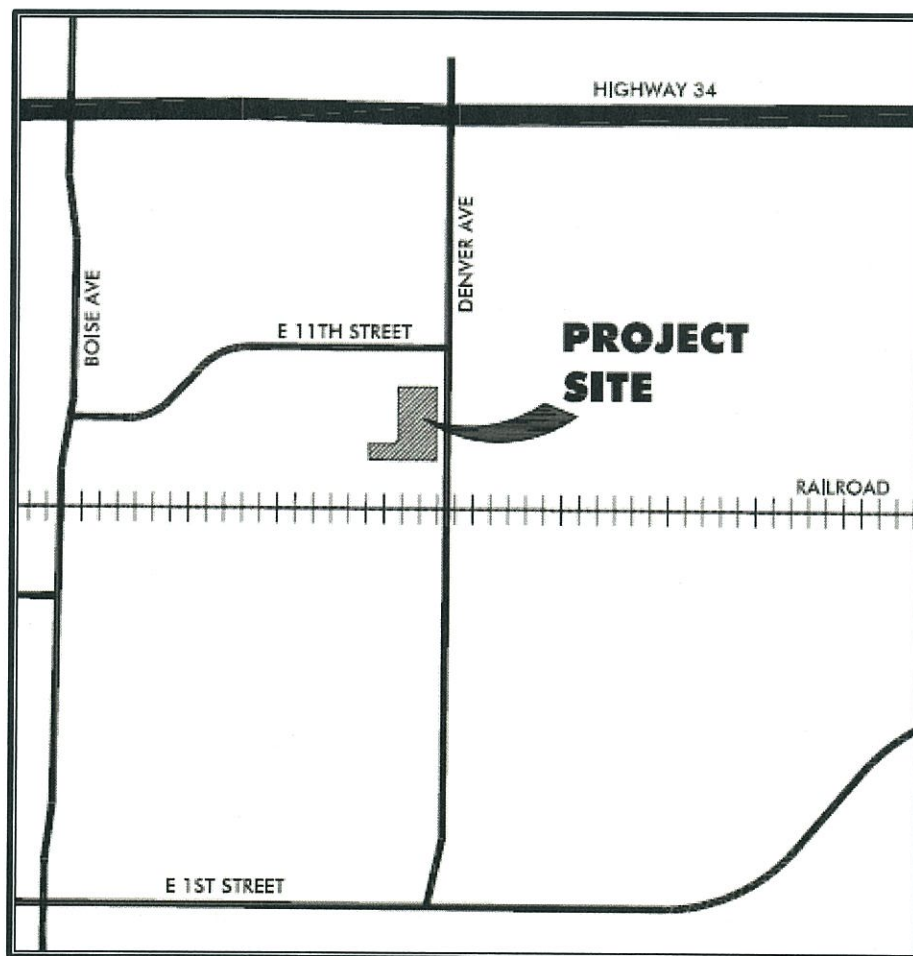 HIGHWAY 34
DENVER AVE
BOISE AVE
E 11TH STREET
PROJECT
SITE
RAILROAD
E 1ST STREET